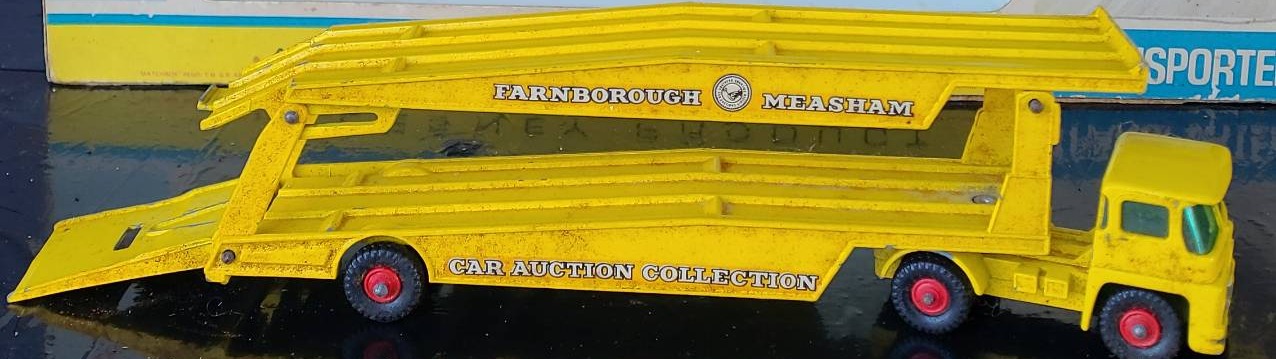 SPORTE
FARNBOROUGH MEASHAM
CAR AUCTION COLLECTION